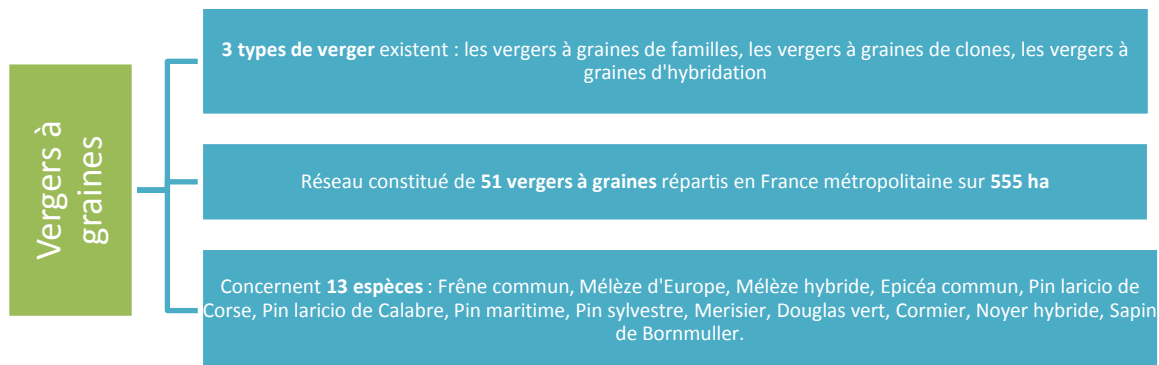 Vergers à
graines
3 types de verger existent : les vergers à graines de familles, les vergers à graines de clones, les vergers à
graines d'hybridation
Réseau constitué de 51 vergers à graines répartis en France métropolitaine sur 555 ha
Concernent 13 espèces : Frêne commun, Mélèze d'Europe, Mélèze hybride, Epicéa commun, Pin laricio de
Corse, Pin laricio de Calabre, Pin maritime, Pin sylvestre, Merisier, Douglas vert, Cormier, Noyer hybride, Sapin
de Bornmuller.